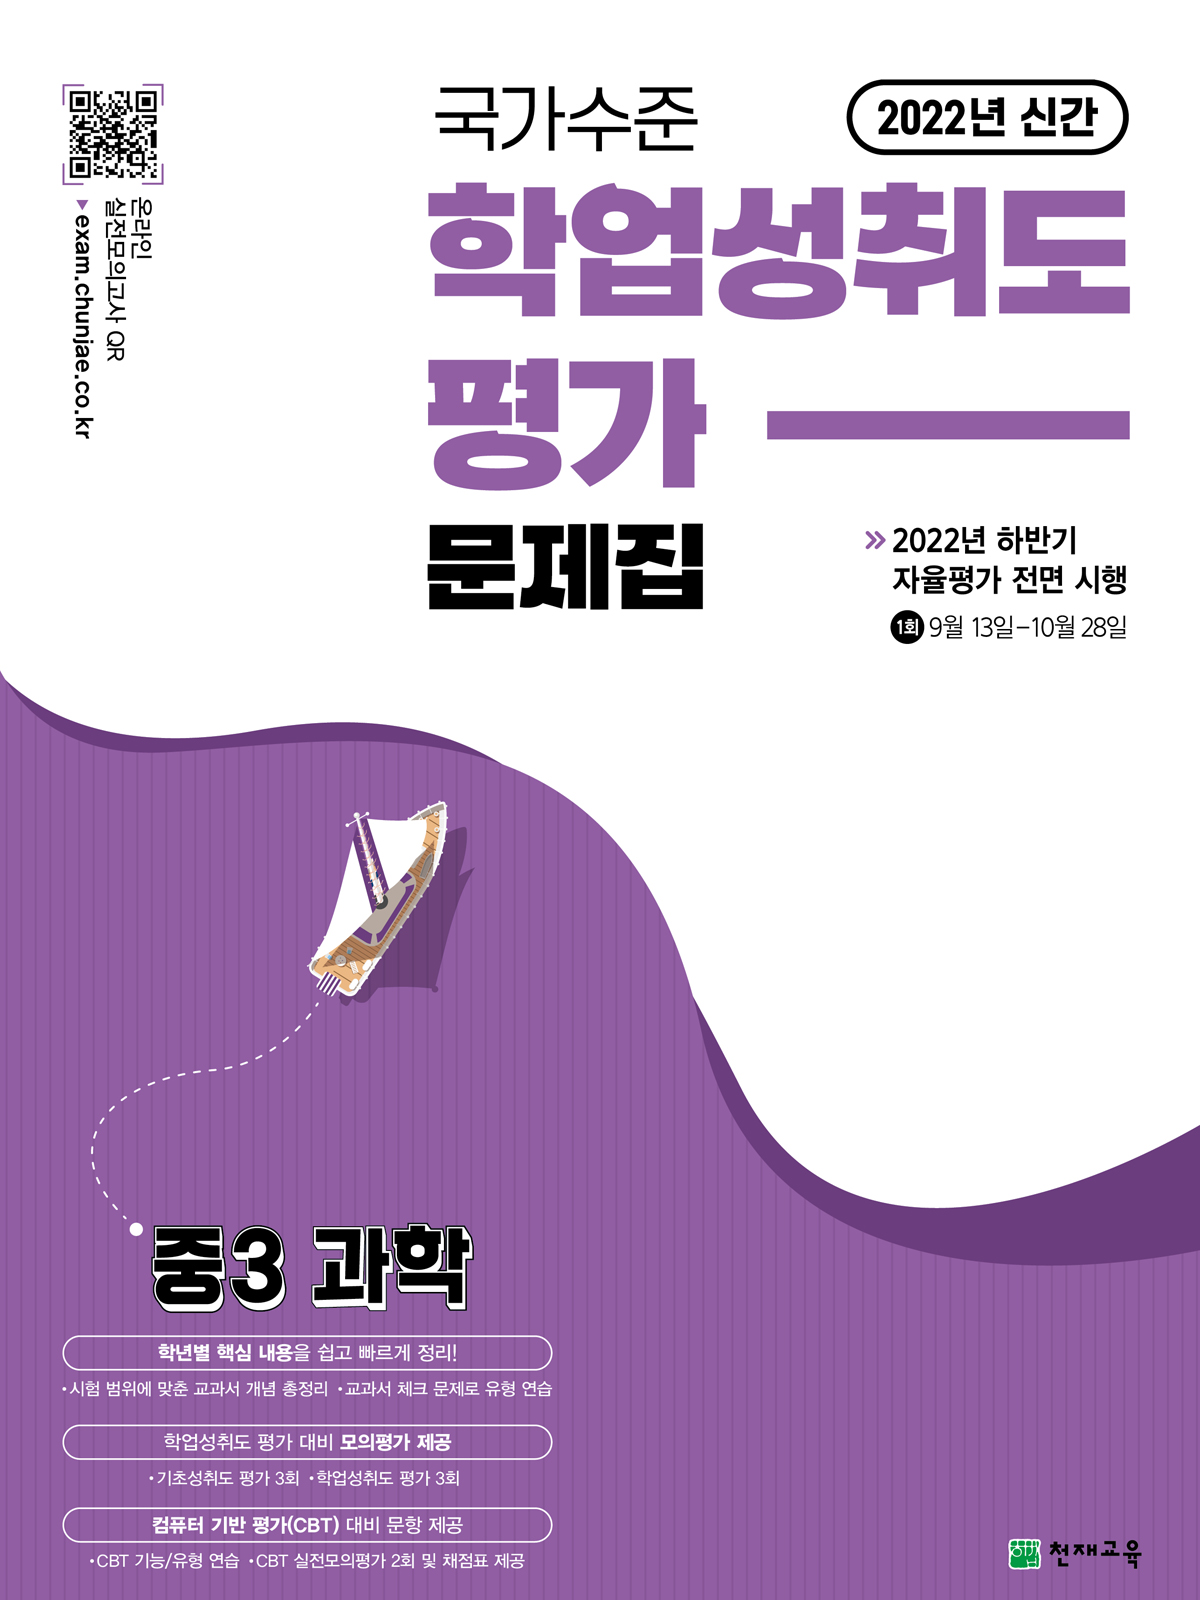 온라인
실전모의고사 QR
▶exam.chunjae.co.kr
국가수준
2022년 신간
학업성취도
평가
문제집
» 2022년 하반기
자율평가 전면 시행
1회 9월 13일-10월 28일
중3 과학
학년별 핵심 내용을 쉽고 빠르게 정리!
•시험 범위에 맞춘 교과서 개념 총정리 •교과서 체크 문제로 유형 연습
학업성취도 평가 대비 모의평가 제공
•기초성취도 평가 3회 •학업성취도 평가 3회
컴퓨터 기반 평가(CBT) 대비 문항 제공
•CBT 기능/유형 연습 •CBT 실전모의평가 2회 및 채점표 제공
해법 천재교육